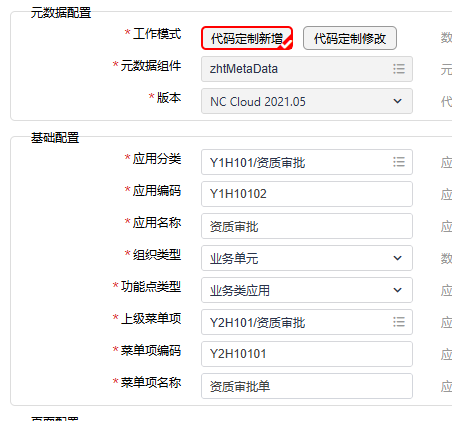 元数据配置
*工作模式 代码定制新增 代码定制修改 数
*元数据组件 zhtMetaData 元
*版本 NC Cloud 2021.05 代
基础配置
*应用分类 Y1H101/资质审批 应
*应用编码 Y1H10102 应
*应用名称 资质审批 应
*组织类型 业务单元 数
*功能点类型 业务类应用 应
*上级菜单项 Y2H101/资质审批 应
*菜单项编码 Y2H10101 应
*菜单项名称 资质审批单 应
页面配置